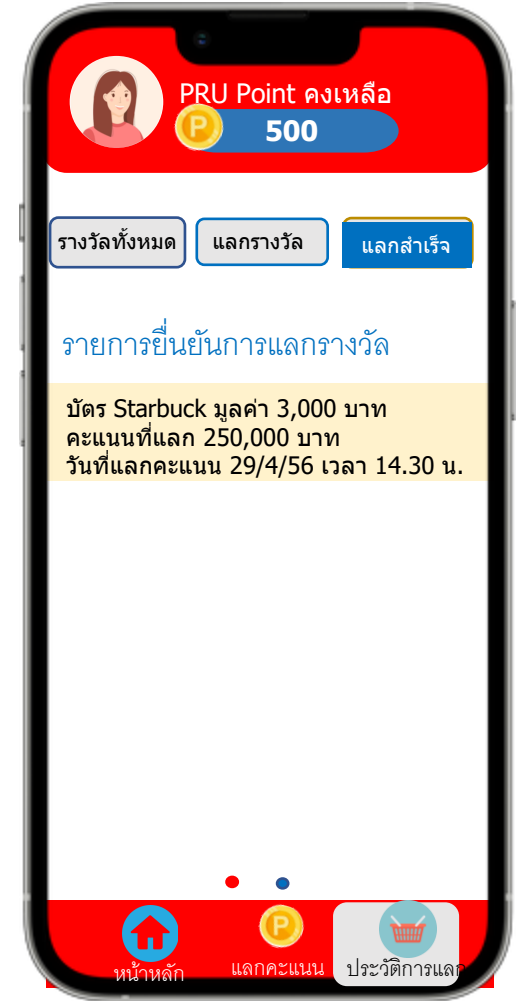 PRU Point คงเหลือ
P 500
รางวัลทั้งหมด แลกรางวัล แลกสำเร็จ
รายการยื่นยันการแลกรางวัล
บัตร Starbuck มูลค่า 3,000 บาท
คะแนนที่แลก 250,000 บาท
วันที่แลกคะแนน 29/4/56 เวลา 14.30 น.
P
หน้าหลัก แลกคะแนน ประวัติการแลก